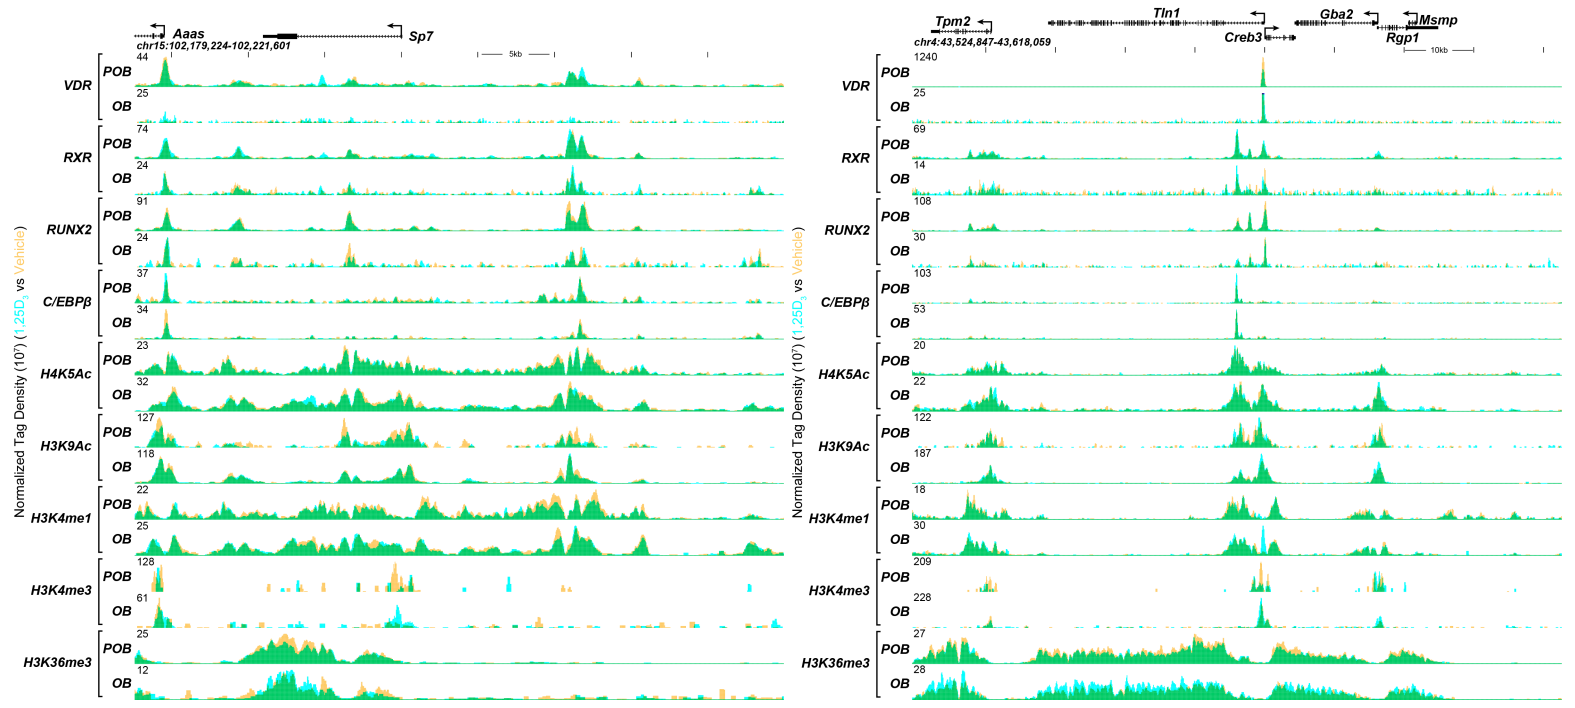 Aaas
Sp7
chr15:102,179,224-102,221,601
5kb
Normalized Tag Density (10⁷) (1,25D₃ vs Vehicle)
VDR
POB
44
OB
25
RXR
POB
74
OB
24
RUNX2
POB
91
OB
24
C/EBPβ
POB
37
OB
34
H4K5Ac
POB
23
OB
32
H3K9Ac
POB
127
OB
118
H3K4me1
POB
22
OB
25
H3K4me3
POB
128
OB
61
H3K36me3
POB
25
OB
12
Tpm2
Tln1
Gba2
Msmp
Creb3
Rgp1
chr4:43,524,847-43,618,059
10kb
Normalized Tag Density (10⁷) (1,25D₃ vs Vehicle)
VDR
POB
1240
OB
25
RXR
POB
69
OB
14
RUNX2
POB
108
OB
30
C/EBPβ
POB
103
OB
53
H4K5Ac
POB
20
OB
22
H3K9Ac
POB
122
OB
187
H3K4me1
POB
18
OB
30
H3K4me3
POB
209
OB
228
H3K36me3
POB
27
OB
28